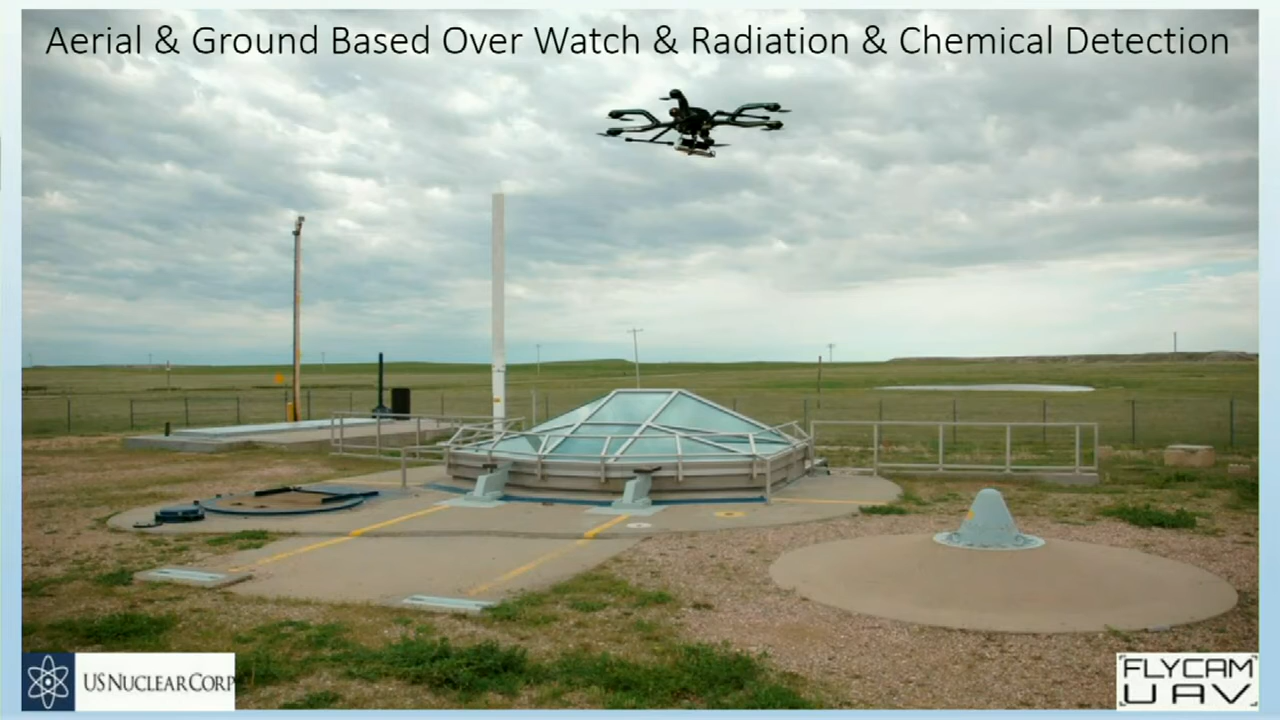 Aerial & Ground Based Over Watch & Radiation & Chemical Detection
US NUCLEAR CORP
FLYCAM
UAV